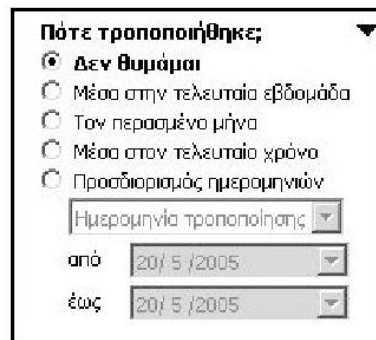 Πότε τροποποιήθηκε;
Δεν θυμάμαι
Μέσα στην τελευταία εβδομάδα
Τον περασμένο μήνα
Μέσα στον τελευταίο χρόνο
Προσδιορισμός ημερομηνιών
Ημερομηνία τροποποίησης
από 20/ 5 /2005
έως 20/ 5 /2005